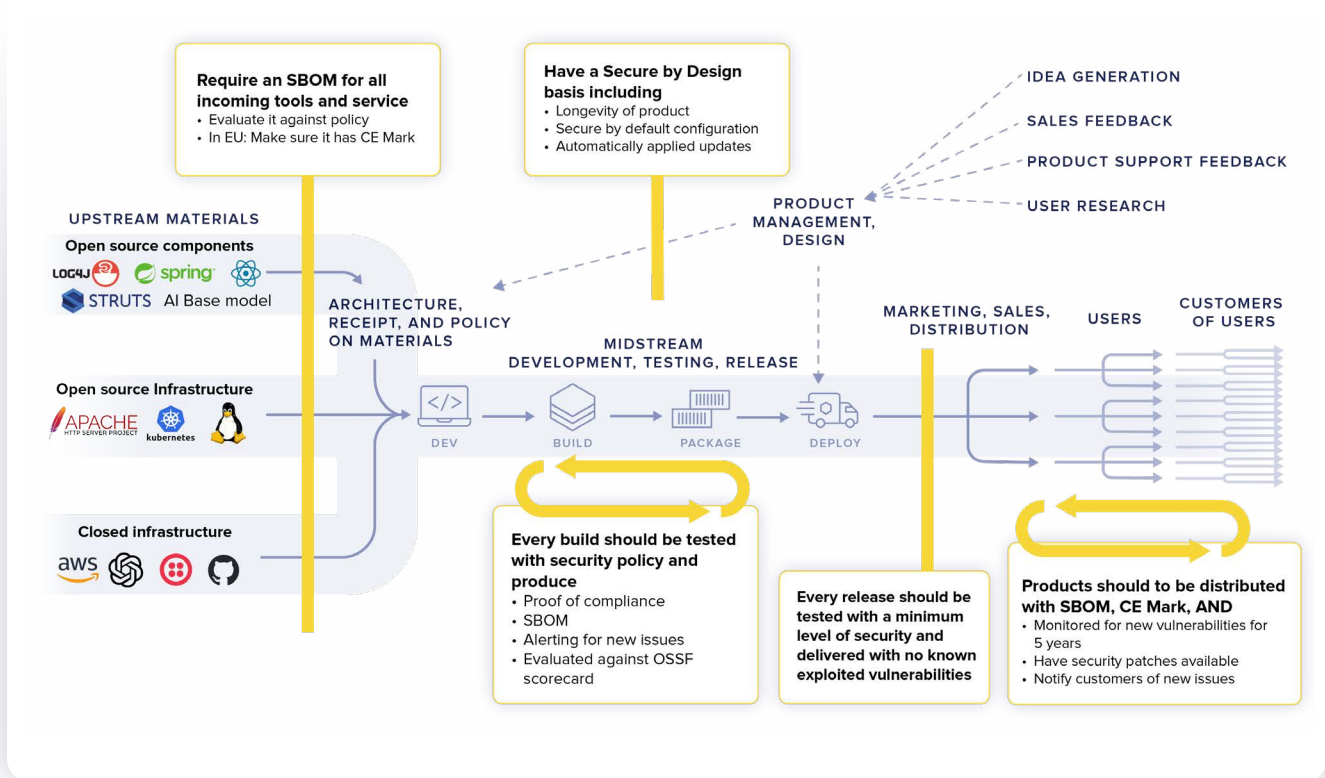 Require an SBOM for all
incoming tools and service
• Evaluate it against policy
• In EU: Make sure it has CE Mark
Have a Secure by Design
basis including
• Longevity of product
• Secure by default configuration
• Automatically applied updates
IDEA GENERATION
SALES FEEDBACK
PRODUCT SUPPORT FEEDBACK
USER RESEARCH
PRODUCT
MANAGEMENT,
DESIGN
UPSTREAM MATERIALS
Open source components
LOG4J
spring
STRUTS
AI Base model
ARCHITECTURE,
RECEIPT, AND POLICY
ON MATERIALS
MIDSTREAM
DEVELOPMENT, TESTING, RELEASE
MARKETING, SALES,
DISTRIBUTION
USERS
CUSTOMERS
OF USERS
Open source Infrastructure
APACHE
HTTP SERVER PROJECT
kubernetes
</>
DEV
BUILD
PACKAGE
DEPLOY
Closed infrastructure
aws
Every build should be tested
with security policy and
produce
• Proof of compliance
• SBOM
• Alerting for new issues
• Evaluated against OSSF
scorecard
Every release should be
tested with a minimum
level of security and
delivered with no known
exploited vulnerabilities
Products should to be distributed
with SBOM, CE Mark, AND
• Monitored for new vulnerabilities for
5 years
• Have security patches available
• Notify customers of new issues